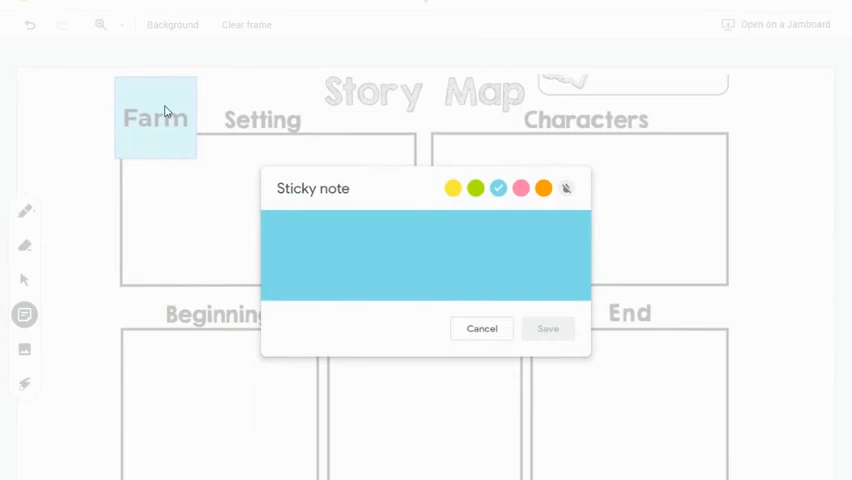 Background Clear frame Open on a Jamboard
Story Map
Farm Setting Characters
Sticky note
Cancel Save
Beginning End